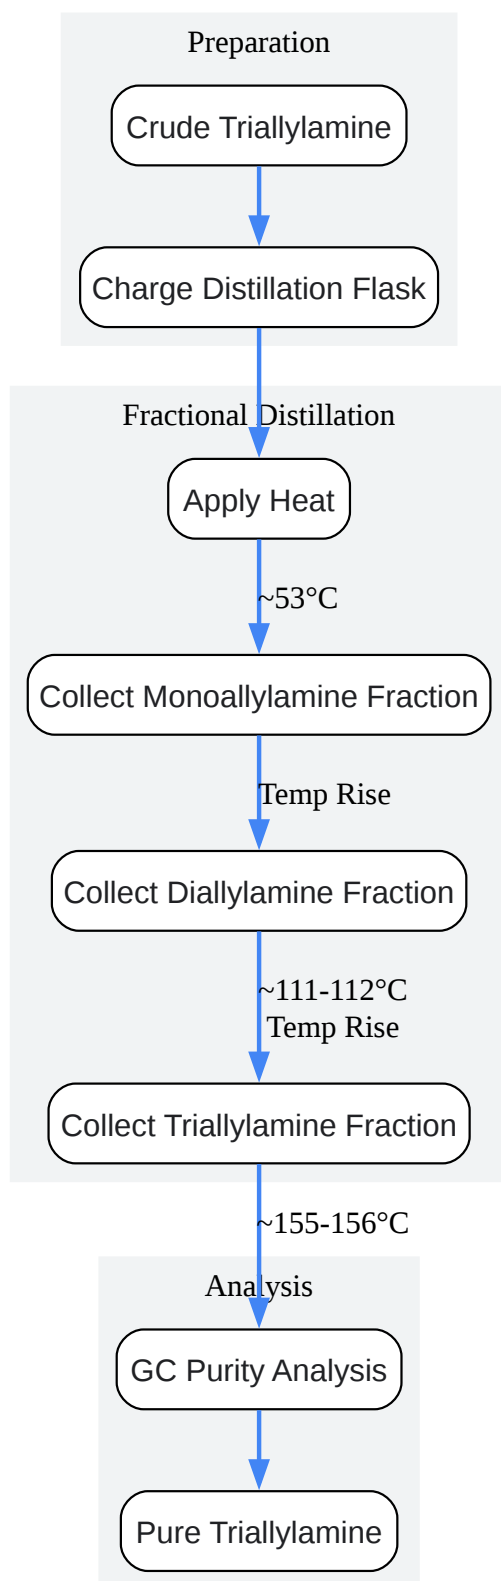 Preparation
Crude Triallylamine
Charge Distillation Flask
Fractional Distillation
Apply Heat
~53°C
Collect Monoallylamine Fraction
Temp Rise
Collect Diallylamine Fraction
~111-112°C
Temp Rise
Collect Triallylamine Fraction
~155-156°C
Analysis
GC Purity Analysis
Pure Triallylamine